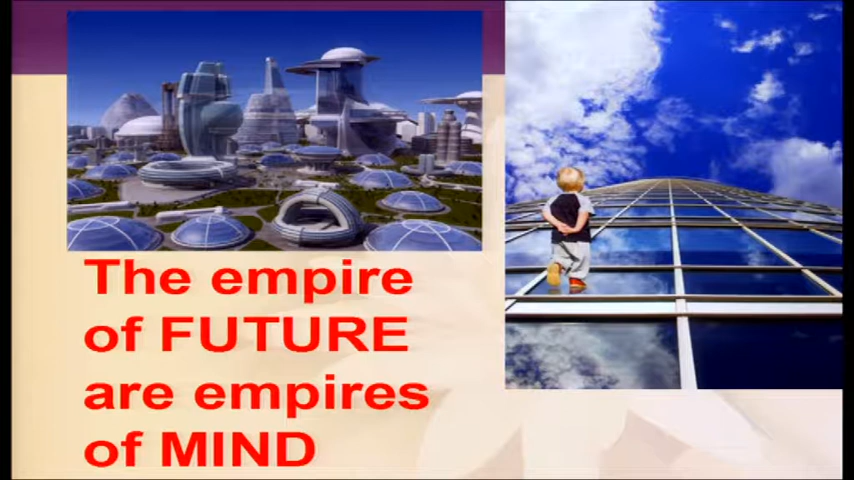 The empire
of FUTURE
are empires
of MIND